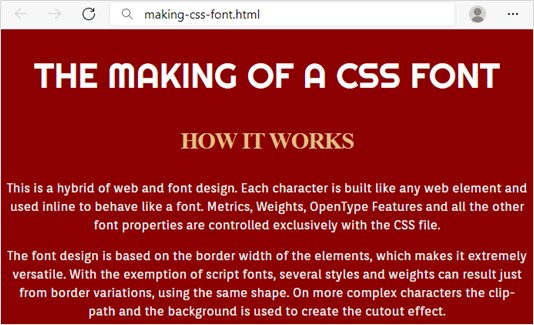 making-css-font.html
THE MAKING OF A CSS FONT
HOW IT WORKS
This is a hybrid of web and font design. Each character is built like any web element and
used inline to behave like a font. Metrics, Weights, OpenType Features and all the other
font properties are controlled exclusively with the CSS file.
The font design is based on the border width of the elements, which makes it extremely
versatile. With the exemption of script fonts, several styles and weights can result just
from border variations, using the same shape. On more complex characters the clip-
path and the background is used to create the cutout effect.